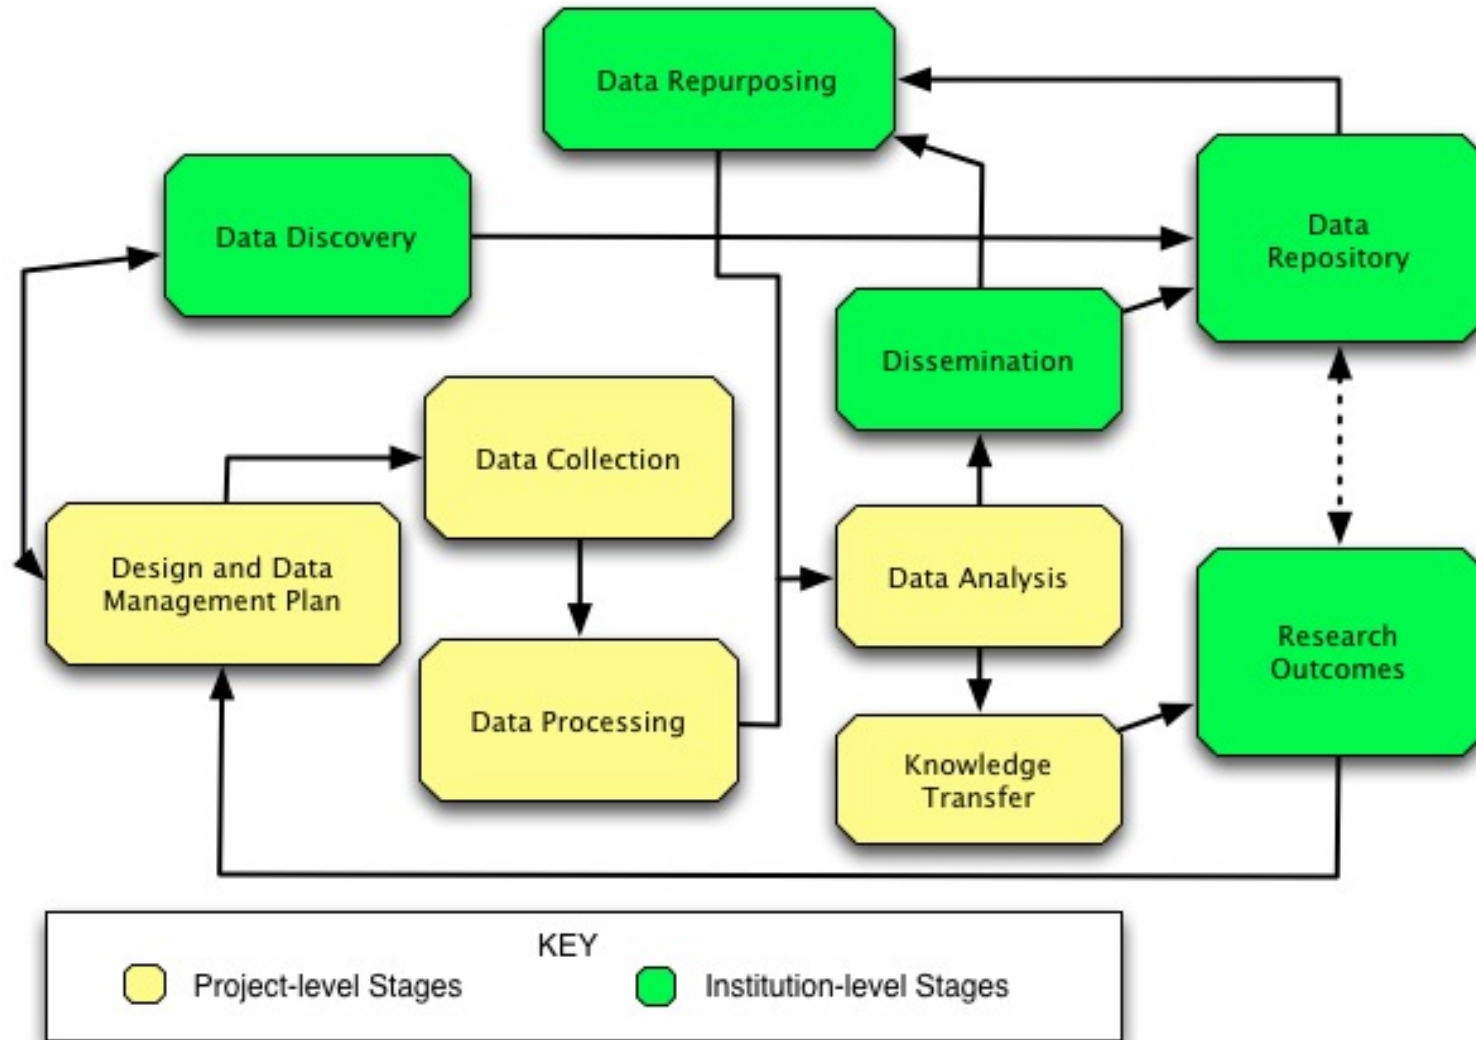 Data Repurposing
Data Discovery
Data
Repository
Dissemination
Data Collection
Design and Data
Management Plan
Data Analysis
Research
Outcomes
Data Processing
Knowledge
Transfer
KEY
Project-level Stages
Institution-level Stages